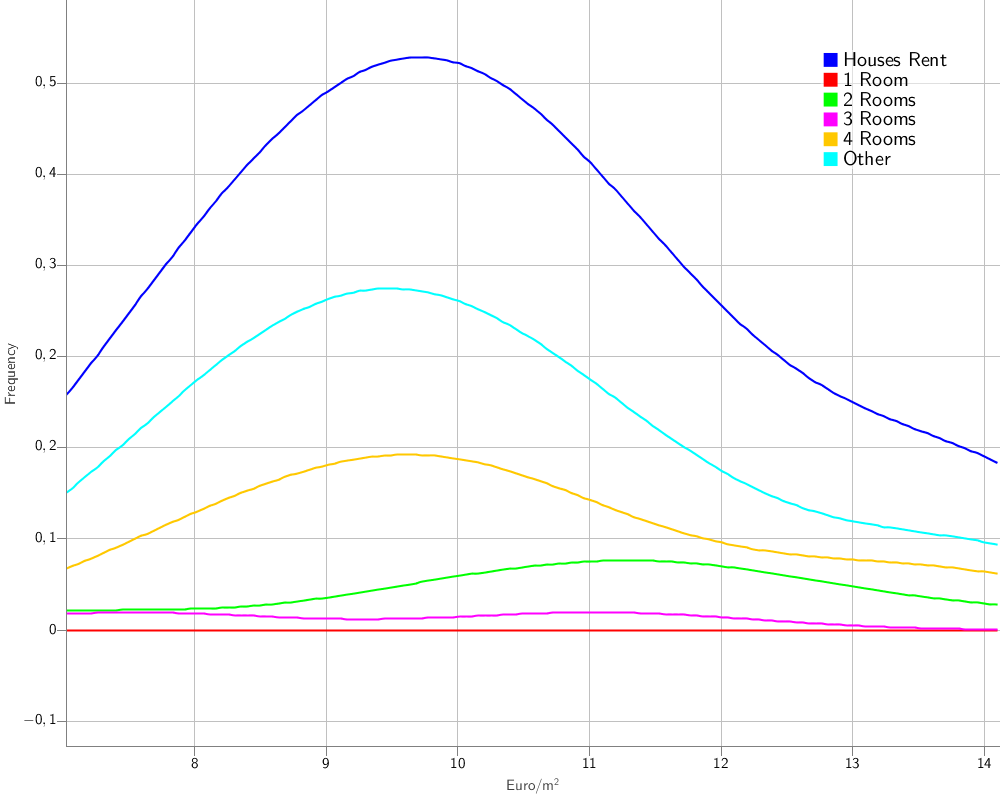 Houses Rent
1 Room
2 Rooms
3 Rooms
4 Rooms
Other
0,5
0,4
0,3
0,2
0,2
0,1
0
−0,1
Frequency
8 9 10 11 12 13 14
Euro/m²